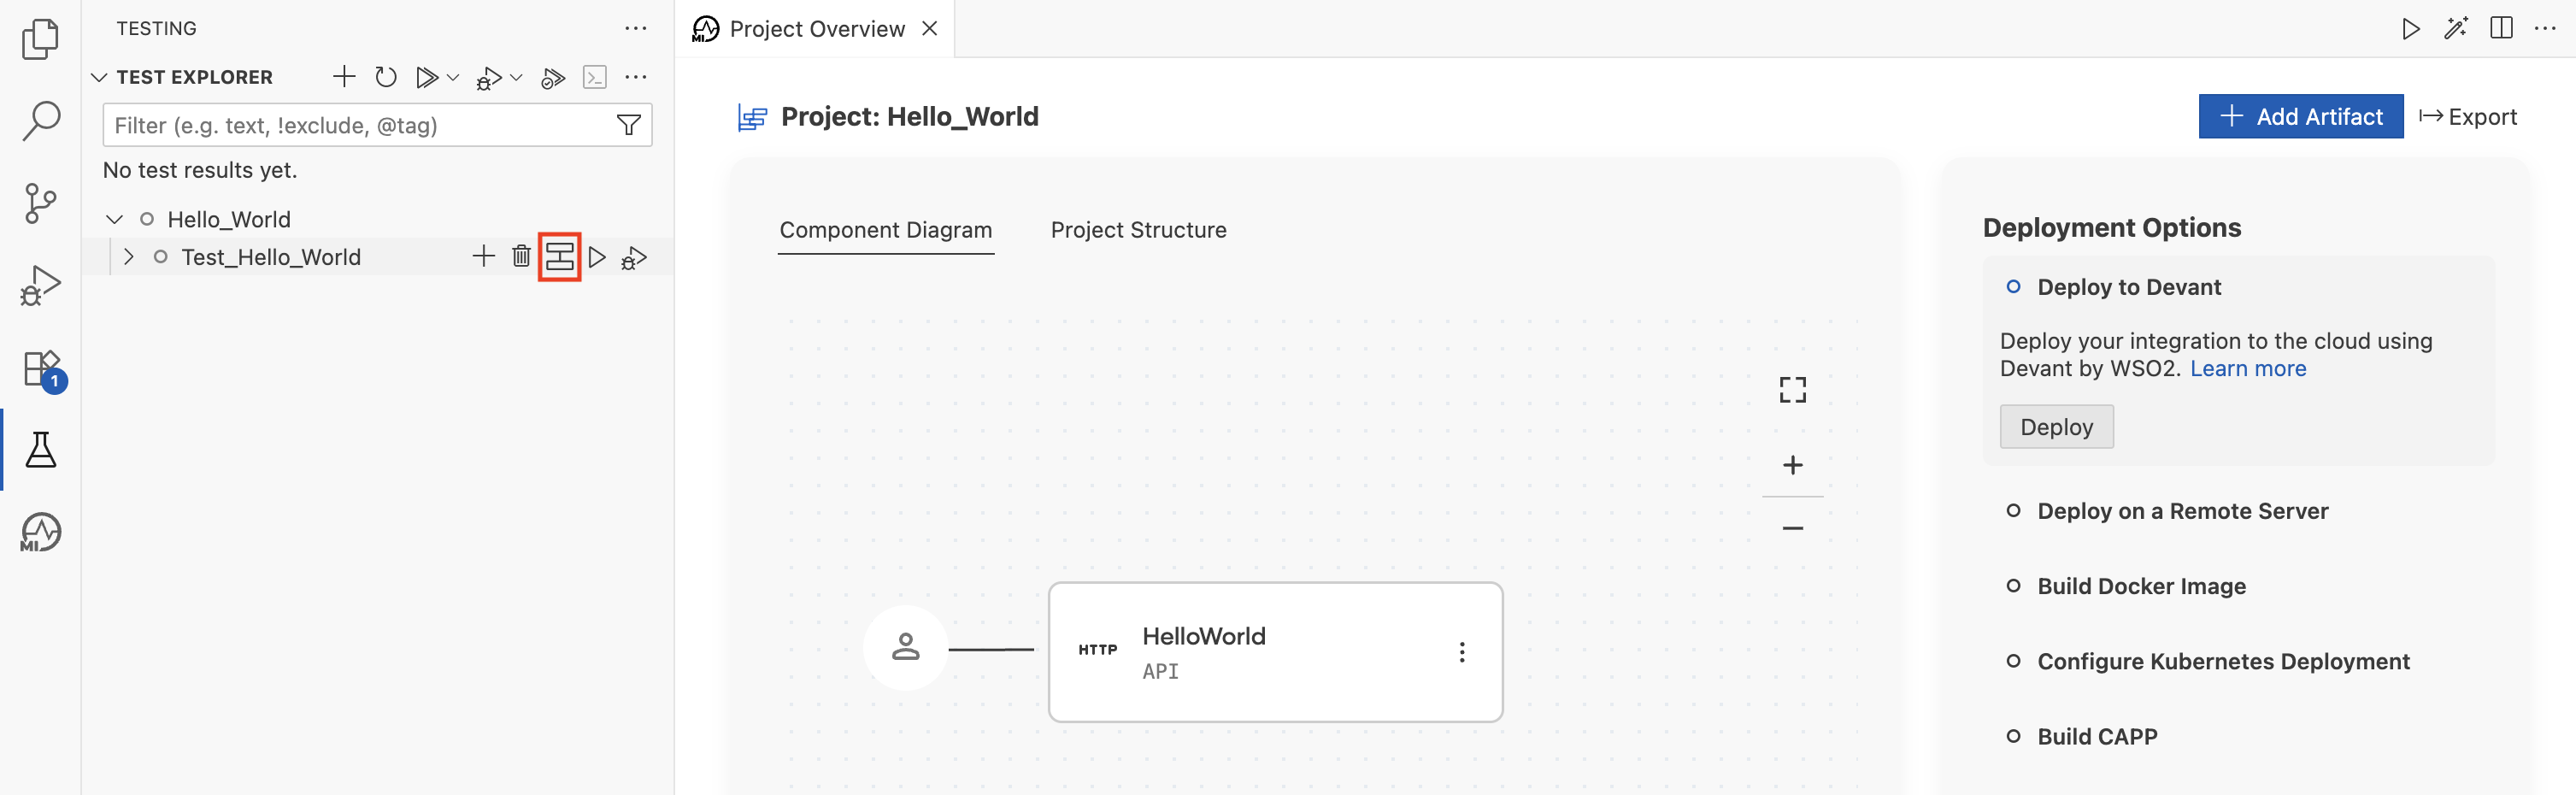 TESTING
TEST EXPLORER
Filter (e.g. text, !exclude, @tag)
No test results yet.
Hello_World
Test_Hello_World
1
MI
MI
Project Overview
Project: Hello_World
Add Artifact
Export
Component Diagram
Project Structure
HTTP
HelloWorld
API
Deployment Options
Deploy to Devant
Deploy your integration to the cloud using
Devant by WSO2. Learn more
Deploy
Deploy on a Remote Server
Build Docker Image
Configure Kubernetes Deployment
Build CAPP